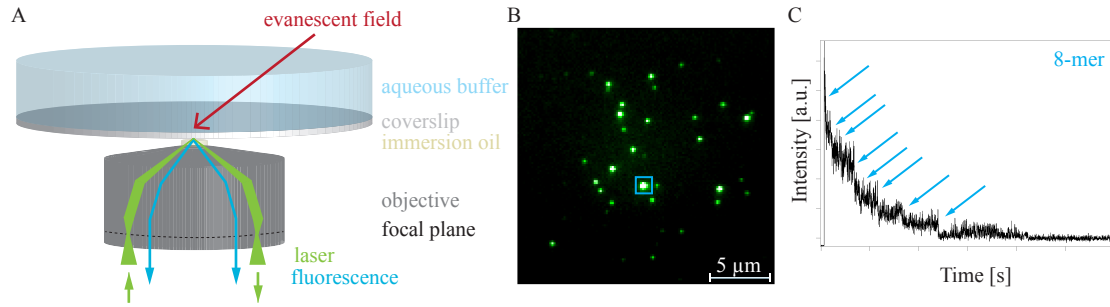 A
evanescent field
aqueous buffer
coverslip
immersion oil
objective
focal plane
laser
fluorescence
B
5 µm
C
8-mer
Intensity [a.u.]
Time [s]